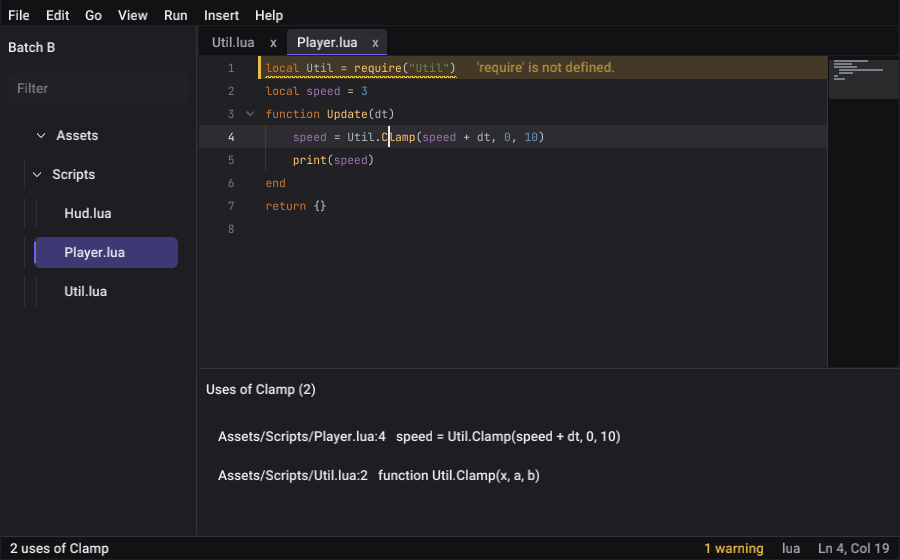 File Edit Go View Run Insert Help
Batch B
Filter
Assets
Scripts
Hud.lua
Player.lua
Util.lua
Util.lua x Player.lua x
1 local Util = require("Util") 'require' is not defined.
2 local speed = 3
3 function Update(dt)
4 speed = Util.Clamp(speed + dt, 0, 10)
5 print(speed)
6 end
7 return {}
8
Uses of Clamp (2)
Assets/Scripts/Player.lua:4 speed = Util.Clamp(speed + dt, 0, 10)
Assets/Scripts/Util.lua:2 function Util.Clamp(x, a, b)
2 uses of Clamp 1 warning lua Ln 4, Col 19